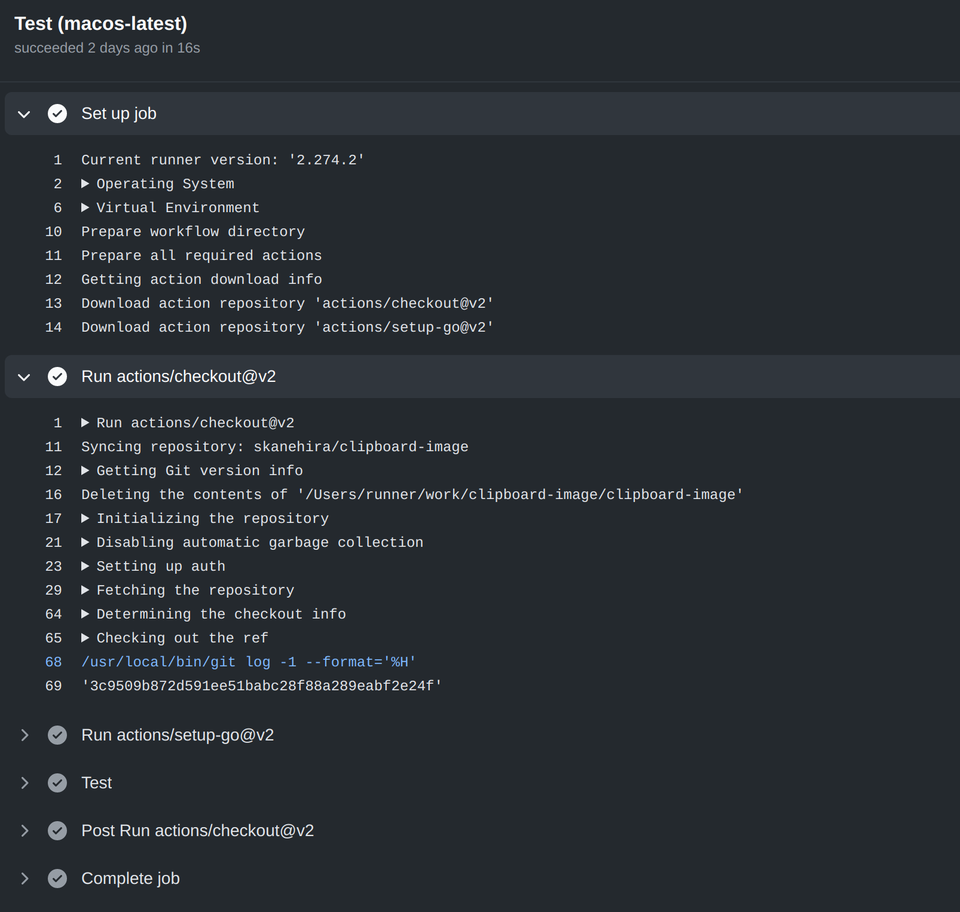 Test (macos-latest)
succeeded 2 days ago in 16s
Set up job
1 Current runner version: '2.274.2'
2 Operating System
6 Virtual Environment
10 Prepare workflow directory
11 Prepare all required actions
12 Getting action download info
13 Download action repository 'actions/checkout@v2'
14 Download action repository 'actions/setup-go@v2'
Run actions/checkout@v2
1 Run actions/checkout@v2
11 Syncing repository: skanehira/clipboard-image
12 Getting Git version info
16 Deleting the contents of '/Users/runner/work/clipboard-image/clipboard-image'
17 Initializing the repository
21 Disabling automatic garbage collection
23 Setting up auth
29 Fetching the repository
64 Determining the checkout info
65 Checking out the ref
68 /usr/local/bin/git log -1 --format='%H'
69 '3c9509b872d591ee51babc28f88a289eabf2e24f'
Run actions/setup-go@v2
Test
Post Run actions/checkout@v2
Complete job